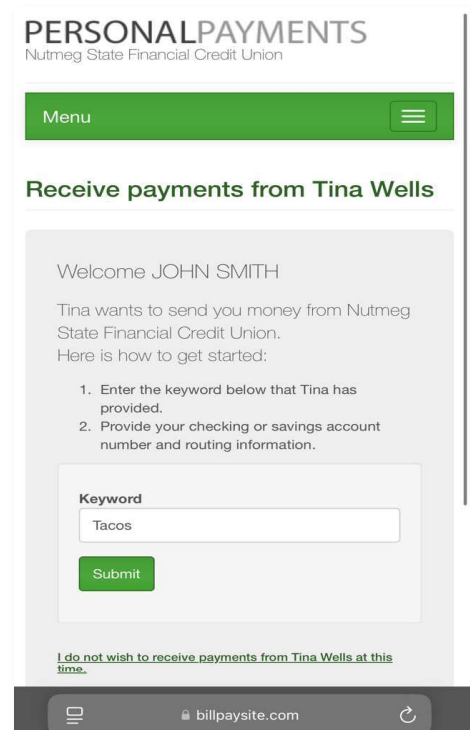 PERSONALPAYMENTS
Nutmeg State Financial Credit Union
Menu
Receive payments from Tina Wells
Welcome JOHN SMITH
Tina wants to send you money from Nutmeg
State Financial Credit Union.
Here is how to get started:
1. Enter the keyword below that Tina has
provided.
2. Provide your checking or savings account
number and routing information.
Keyword
Tacos
Submit
I do not wish to receive payments from Tina Wells at this
time.
billpaysite.com